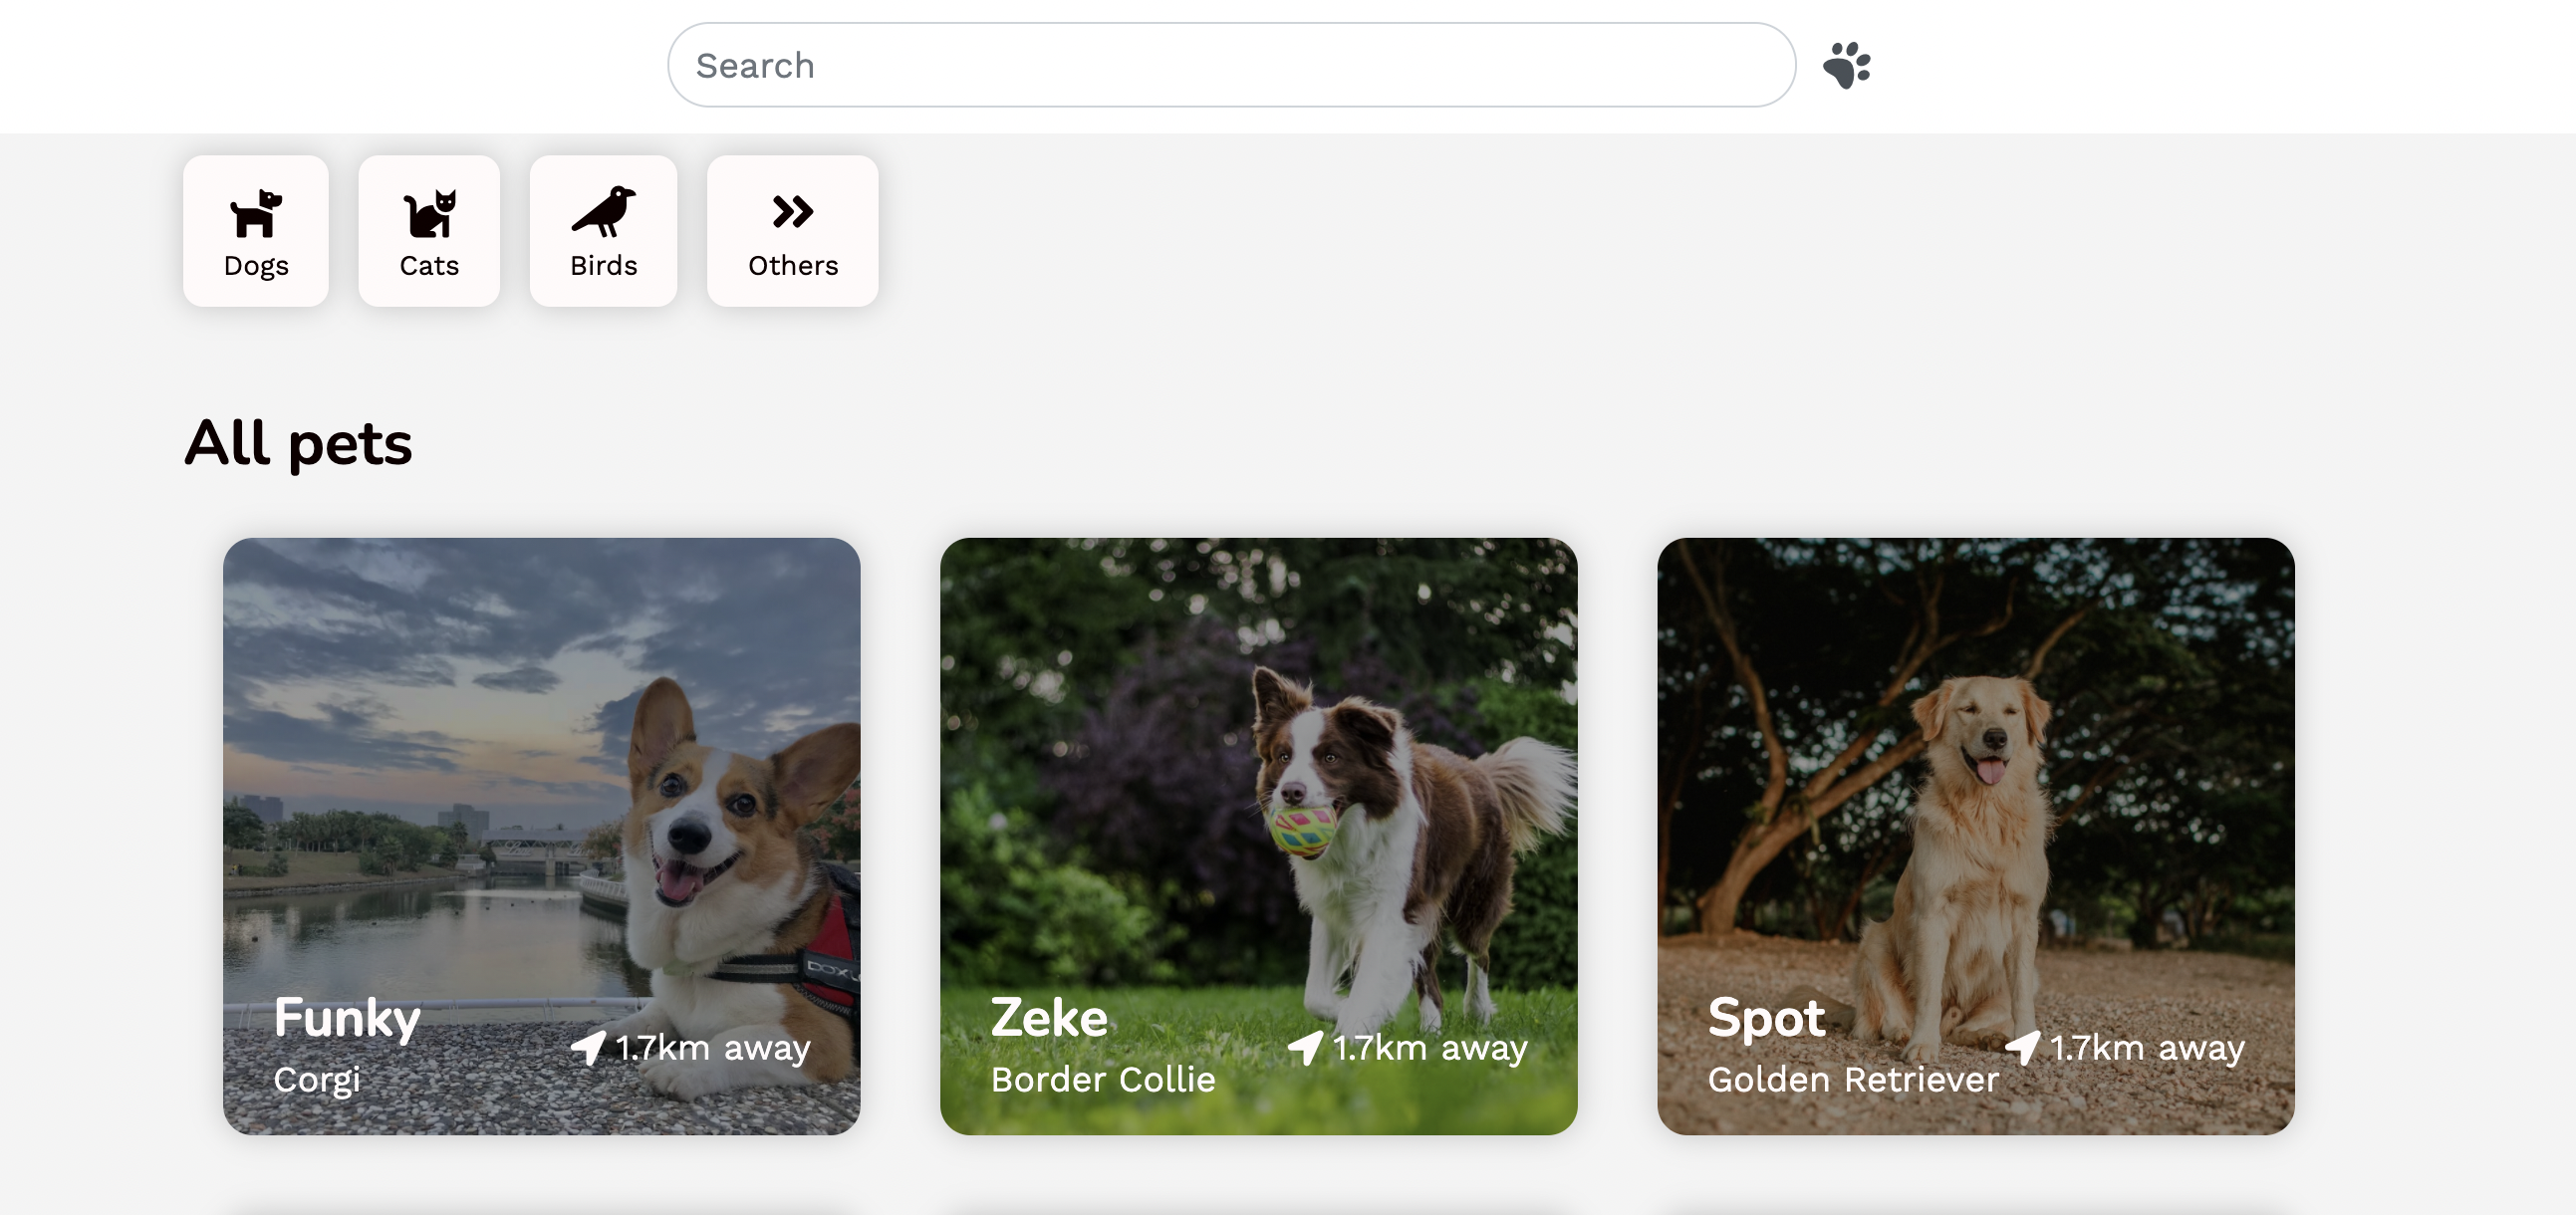 Search
Dogs
Cats
Birds
Others
All pets
Funky
Corgi
1.7km away
Zeke
Border Collie
1.7km away
Spot
Golden Retriever
1.7km away